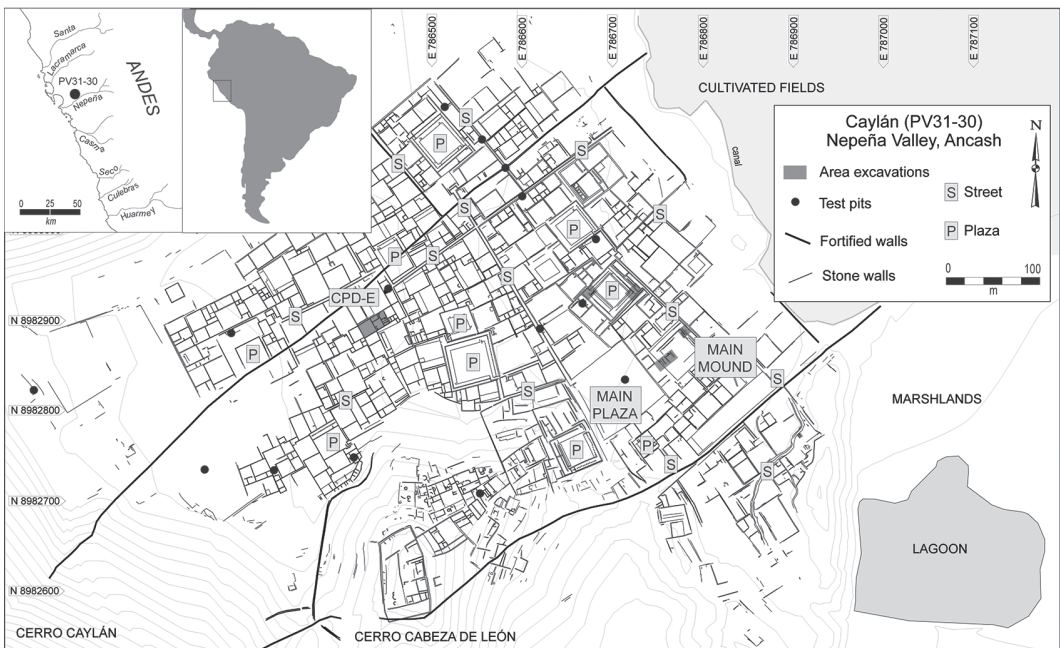 Santa
Lacramarca
PV31-30
Nepeña
Casma
Seco
Culebras
Huarmey
ANDES
0 25 50
km
E 786500
E 786600
E 786700
E 786800
E 786900
E 787000
E 787100
CULTIVATED FIELDS
canal
Caylán (PV31-30)
Nepeña Valley, Ancash
N
Area excavations
Test pits
Fortified walls
Stone walls
S Street
P Plaza
0 100
m
S
P
S
S
S
P
S
P
S
S
P
CPD-E
S
S
P
P
P
P
S
MAIN
MOUND
S
S
MAIN
PLAZA
S
P
P
P
S
S
N 8982900
N 8982800
N 8982700
N 8982600
MARSHLANDS
LAGOON
CERRO CAYLÁN
CERRO CABEZA DE LEÓN